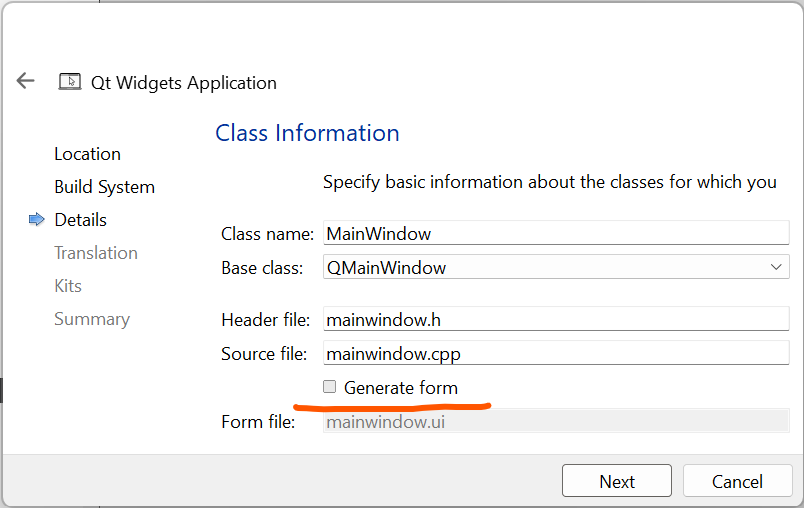 Qt Widgets Application
Class Information
Location
Build System
Details
Translation
Kits
Summary
Specify basic information about the classes for which you
Class name: MainWindow
Base class: QMainWindow
Header file: mainwindow.h
Source file: mainwindow.cpp
Generate form
Form file: mainwindow.ui
Next
Cancel